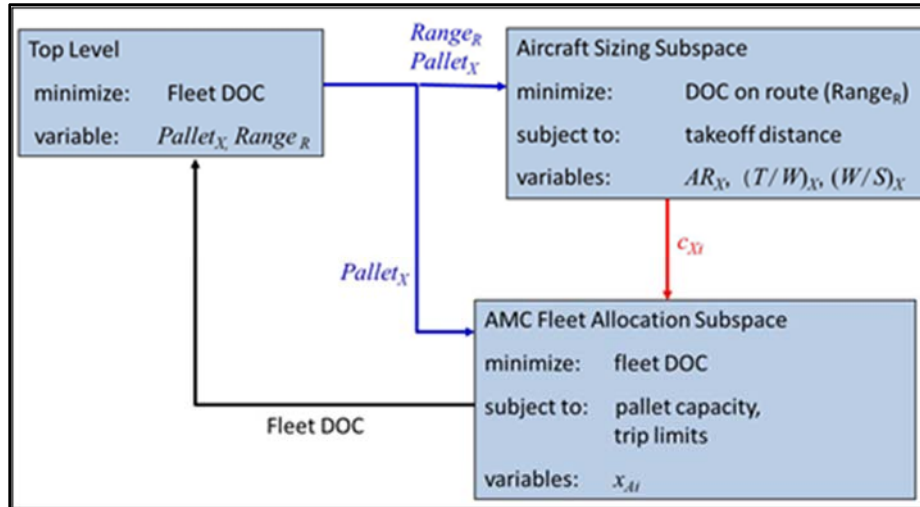 Top Level
minimize: Fleet DOC
variable: Pallet_X, Range_R
Range_R
Pallet_X
Aircraft Sizing Subspace
minimize: DOC on route (Range_R)
subject to: takeoff distance
variables: AR_X, (T/W)_X, (W/S)_X
c_Xi
Pallet_X
AMC Fleet Allocation Subspace
minimize: fleet DOC
subject to: pallet capacity,
trip limits
variables: x_Ai
Fleet DOC